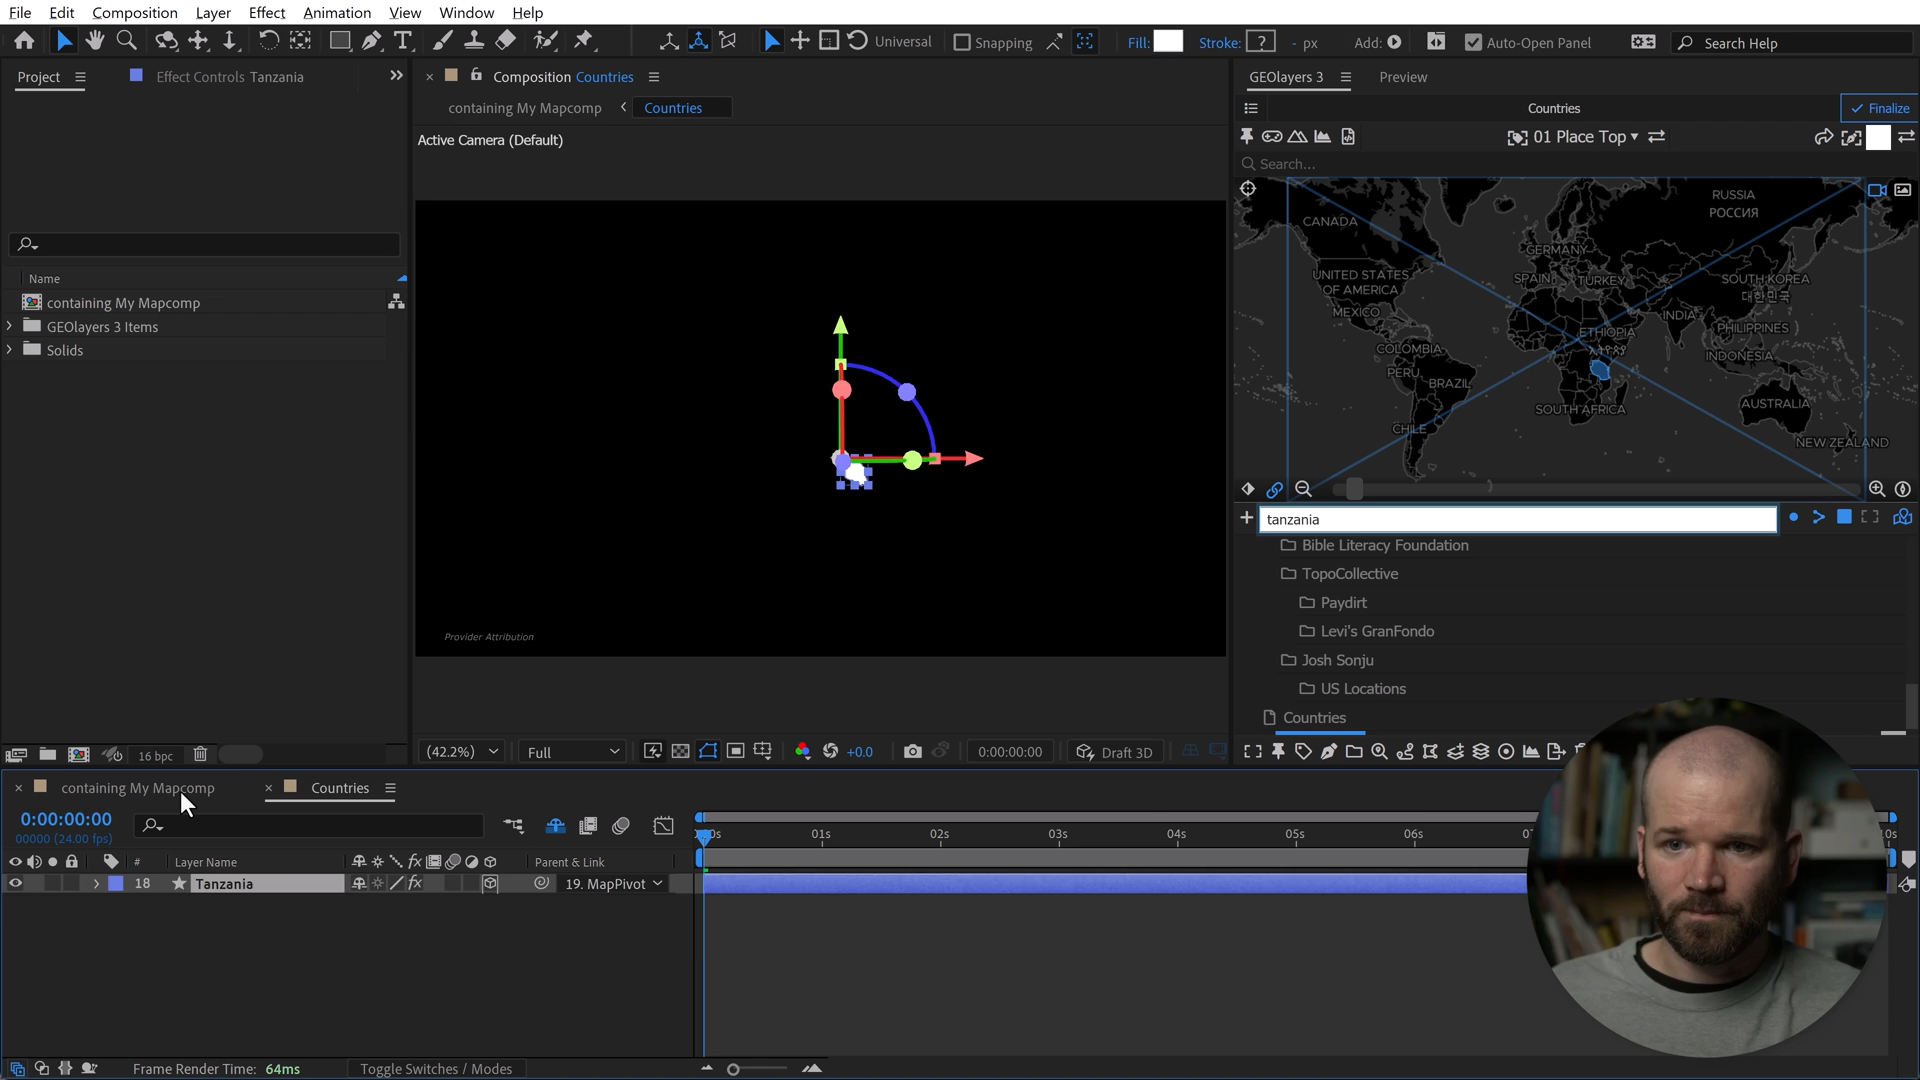 File Edit Composition Layer Effect Animation View Window Help
Universal Snapping Fill: Stroke: ? - px Add: Auto-Open Panel Search Help
Project Effect Controls Tanzania
Composition Countries
GEOlayers 3 Preview
containing My Mapcomp Countries
Countries Finalize
Active Camera (Default)
01 Place Top
Search...
RUSSIA
РОССИЯ
CANADA
GERMANY
UNITED STATES
OF AMERICA
SPAIN
TURKEY
SOUTH KOREA
대한민국
MEXICO
INDIA
PHILIPPINES
ETHIOPIA
COLOMBIA
INDONESIA
PERU
BRAZIL
AUSTRALIA
SOUTH AFRICA
CHILE
NEW ZEALAND
Name
containing My Mapcomp
GEOlayers 3 Items
Solids
tanzania
Bible Literacy Foundation
TopoCollective
Paydirt
Levi's GranFondo
Josh Sonju
US Locations
Countries
Provider Attribution
16 bpc
(42.2%) Full +0.0 0:00:00:00 Draft 3D
containing My Mapcomp Countries
0:00:00:00
00000 (24.00 fps)
01s 02s 03s 04s 05s 06s
# Layer Name fx Parent & Link
18 Tanzania fx 19. MapPivot
Frame Render Time: 64ms Toggle Switches / Modes